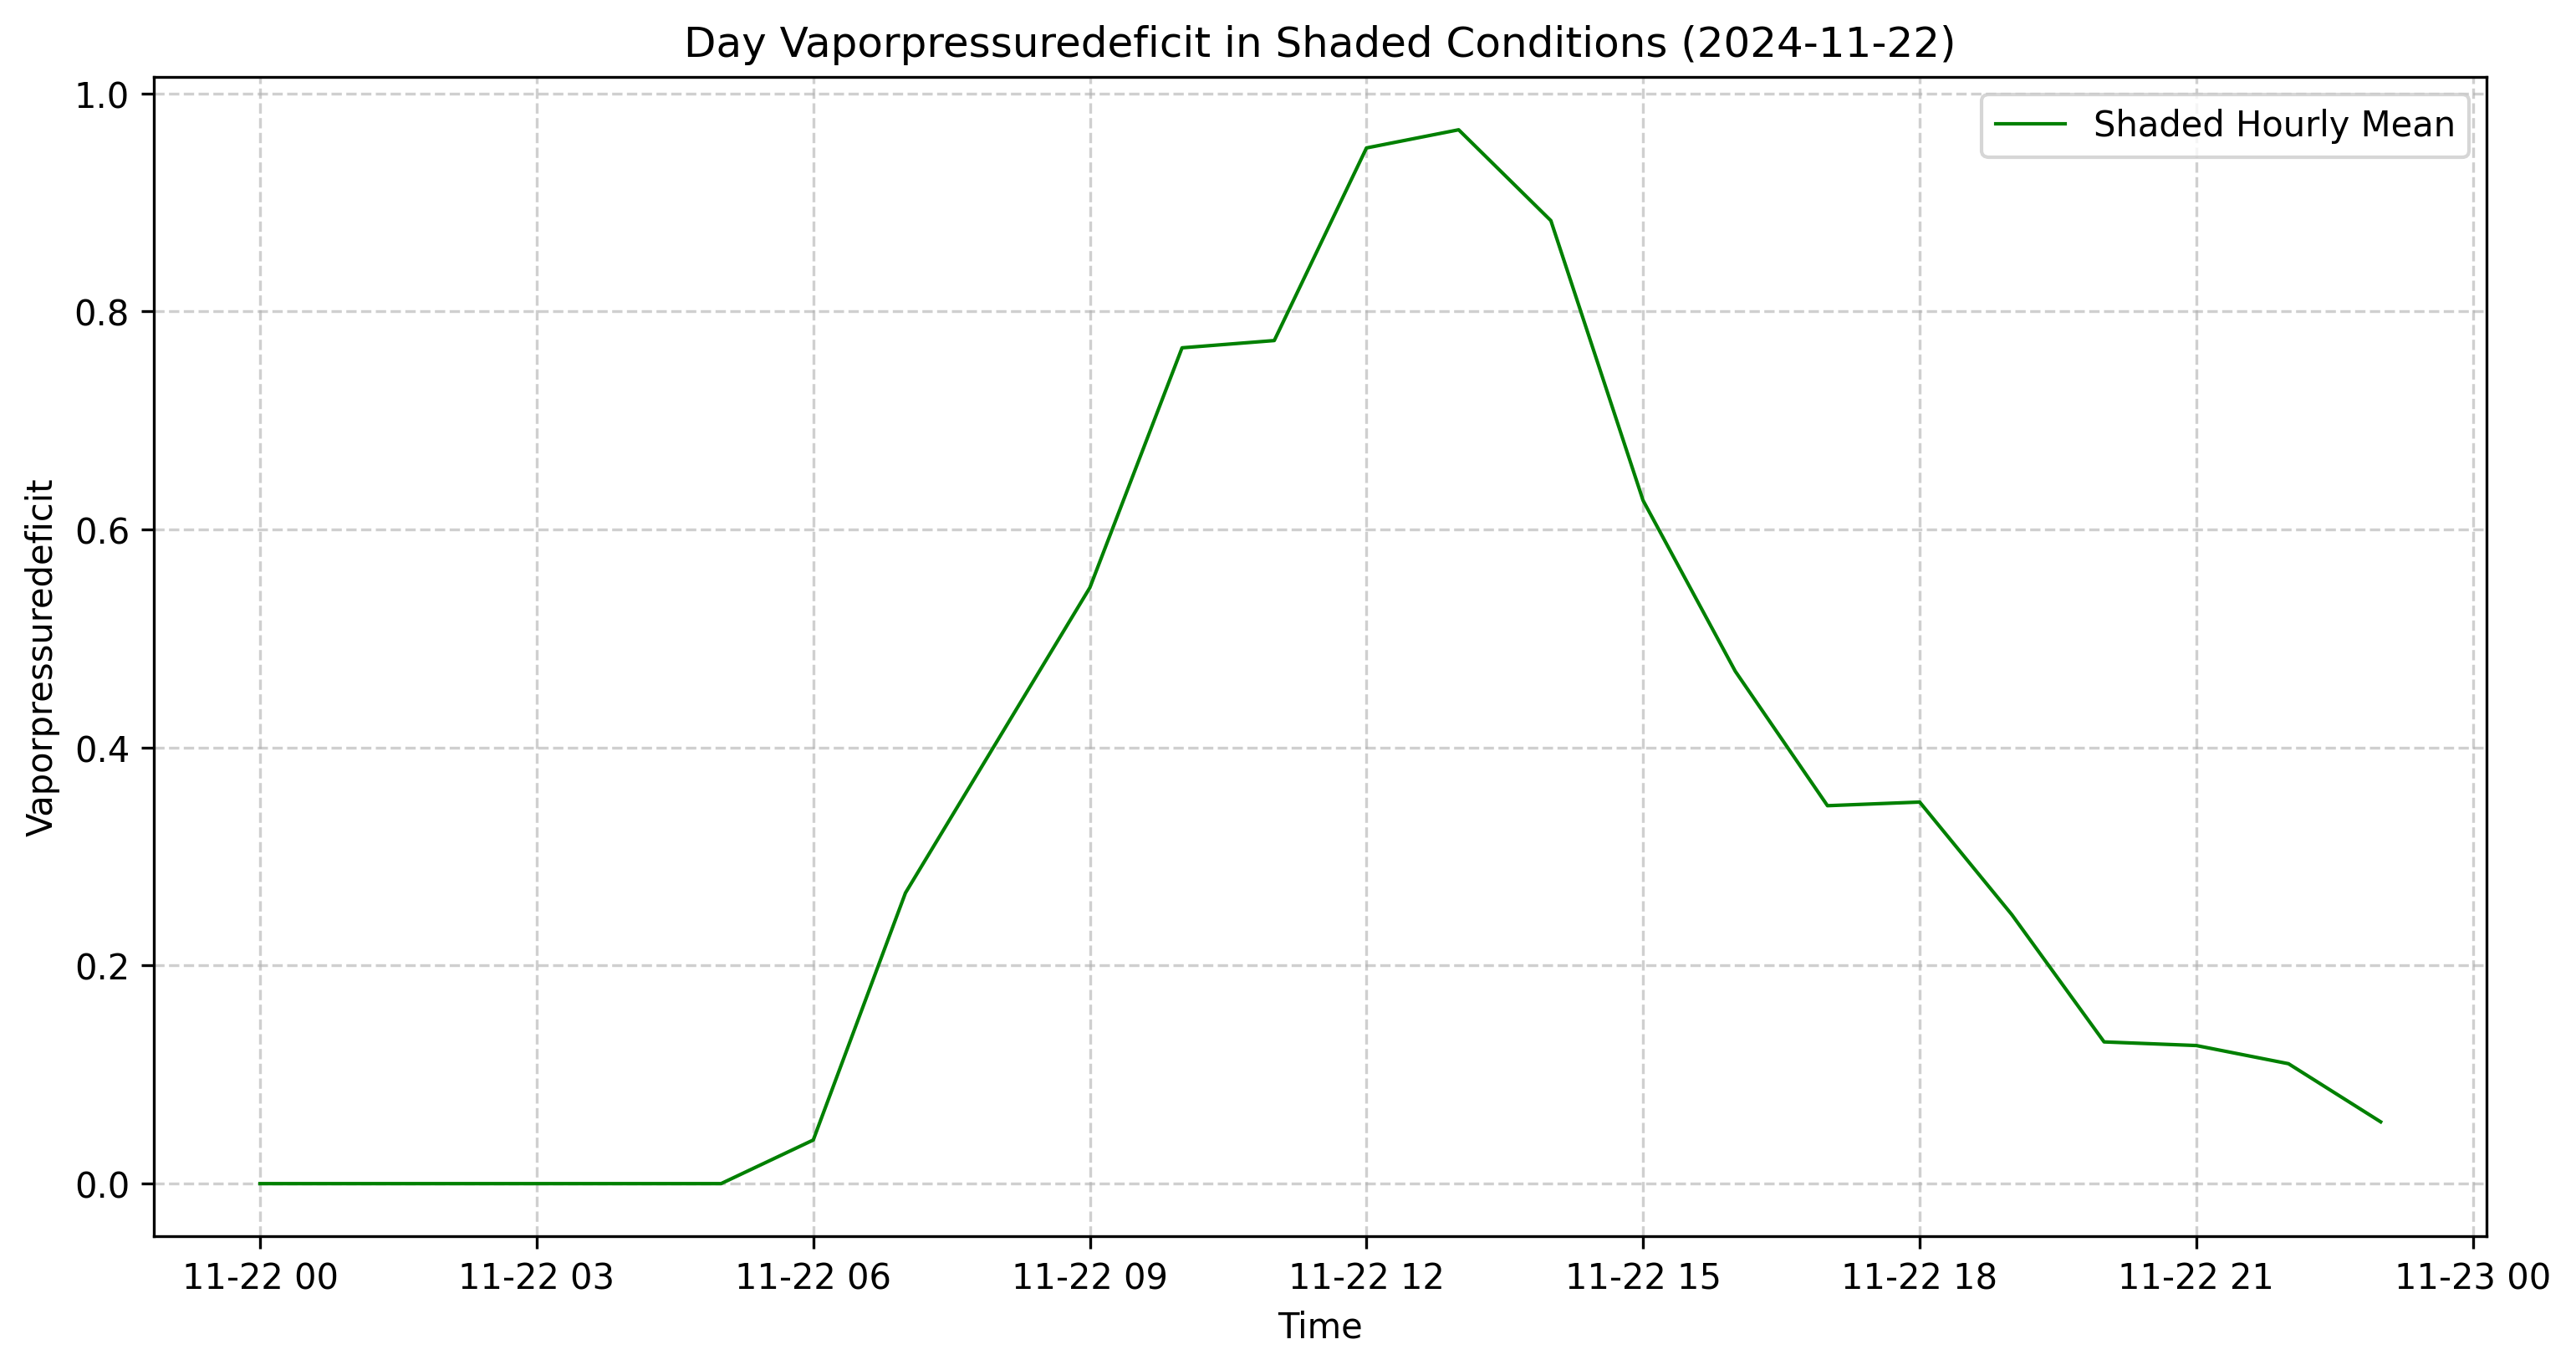 Day Vaporpressuredeficit in Shaded Conditions (2024-11-22)
Shaded Hourly Mean
Vaporpressuredeficit
1.0
0.8
0.6
0.4
0.2
0.0
11-22 00 11-22 03 11-22 06 11-22 09 11-22 12 11-22 15 11-22 18 11-22 21 11-23 00
Time